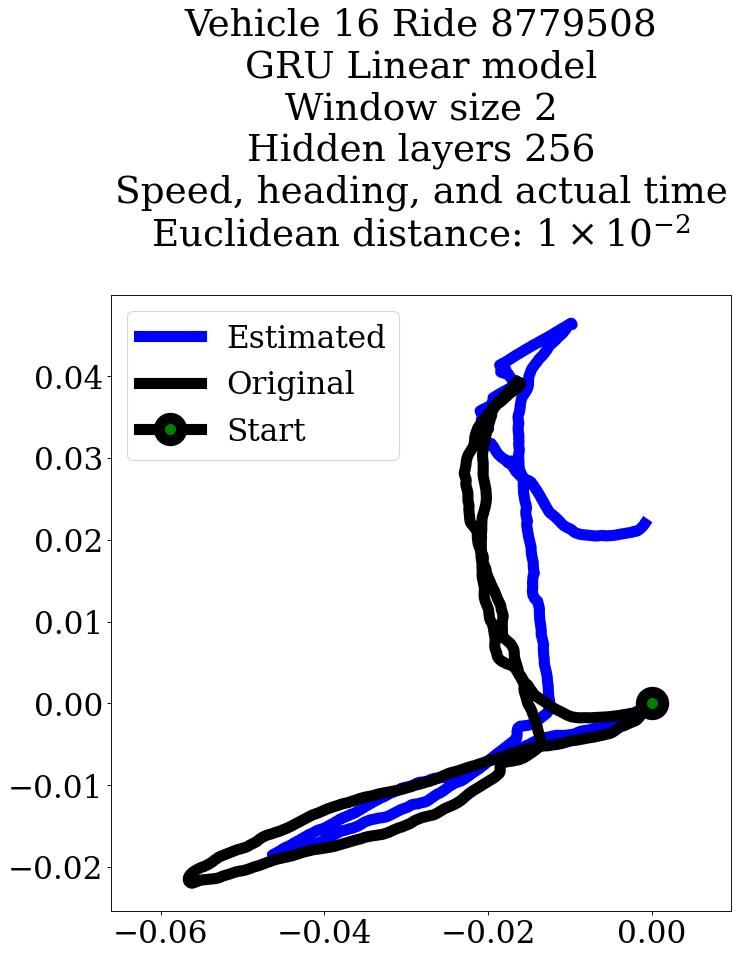 Vehicle 16 Ride 8779508
GRU Linear model
Window size 2
Hidden layers 256
Speed, heading, and actual time
Euclidean distance: 1 × 10⁻²
Estimated
Original
Start
0.04
0.03
0.02
0.01
0.00
−0.01
−0.02
−0.06 −0.04 −0.02 0.00